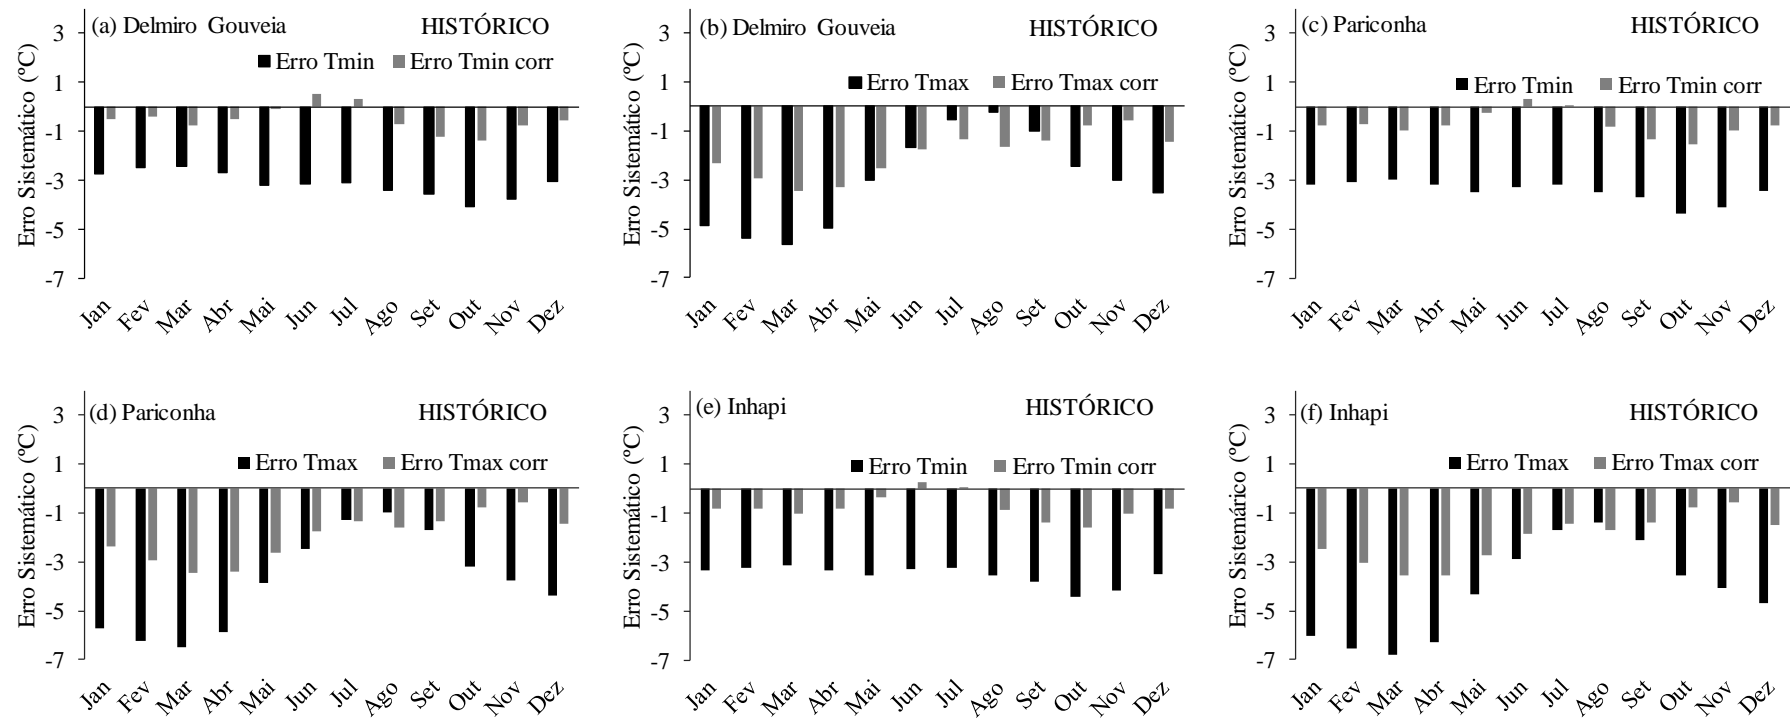 (a) Delmiro Gouveia HISTÓRICO
Erro Tmin Erro Tmin corr
Erro Sistemático (ºC)
3
1
-1
-3
-5
-7
Jan Fev Mar Abr Mai Jun Jul Ago Set Out Nov Dez
(b) Delmiro Gouveia HISTÓRICO
Erro Tmax Erro Tmax corr
Erro Sistemático (ºC)
3
1
-1
-3
-5
-7
Jan Fev Mar Abr Mai Jun Jul Ago Set Out Nov Dez
(c) Pariconha HISTÓRICO
Erro Tmin Erro Tmin corr
Erro Sistemático (ºC)
3
1
-1
-3
-5
-7
Jan Fev Mar Abr Mai Jun Jul Ago Set Out Nov Dez
(d) Pariconha HISTÓRICO
Erro Tmax Erro Tmax corr
Erro Sistemático (ºC)
3
1
-1
-3
-5
-7
Jan Fev Mar Abr Mai Jun Jul Ago Set Out Nov Dez
(e) Inhapi HISTÓRICO
Erro Tmin Erro Tmin corr
Erro Sistemático (ºC)
3
1
-1
-3
-5
-7
Jan Fev Mar Abr Mai Jun Jul Ago Set Out Nov Dez
(f) Inhapi HISTÓRICO
Erro Tmax Erro Tmax corr
Erro Sistemárico (ºC)
3
1
-1
-3
-5
-7
Jan Fev Mar Abr Mai Jun Jul Ago Set Out Nov Dez